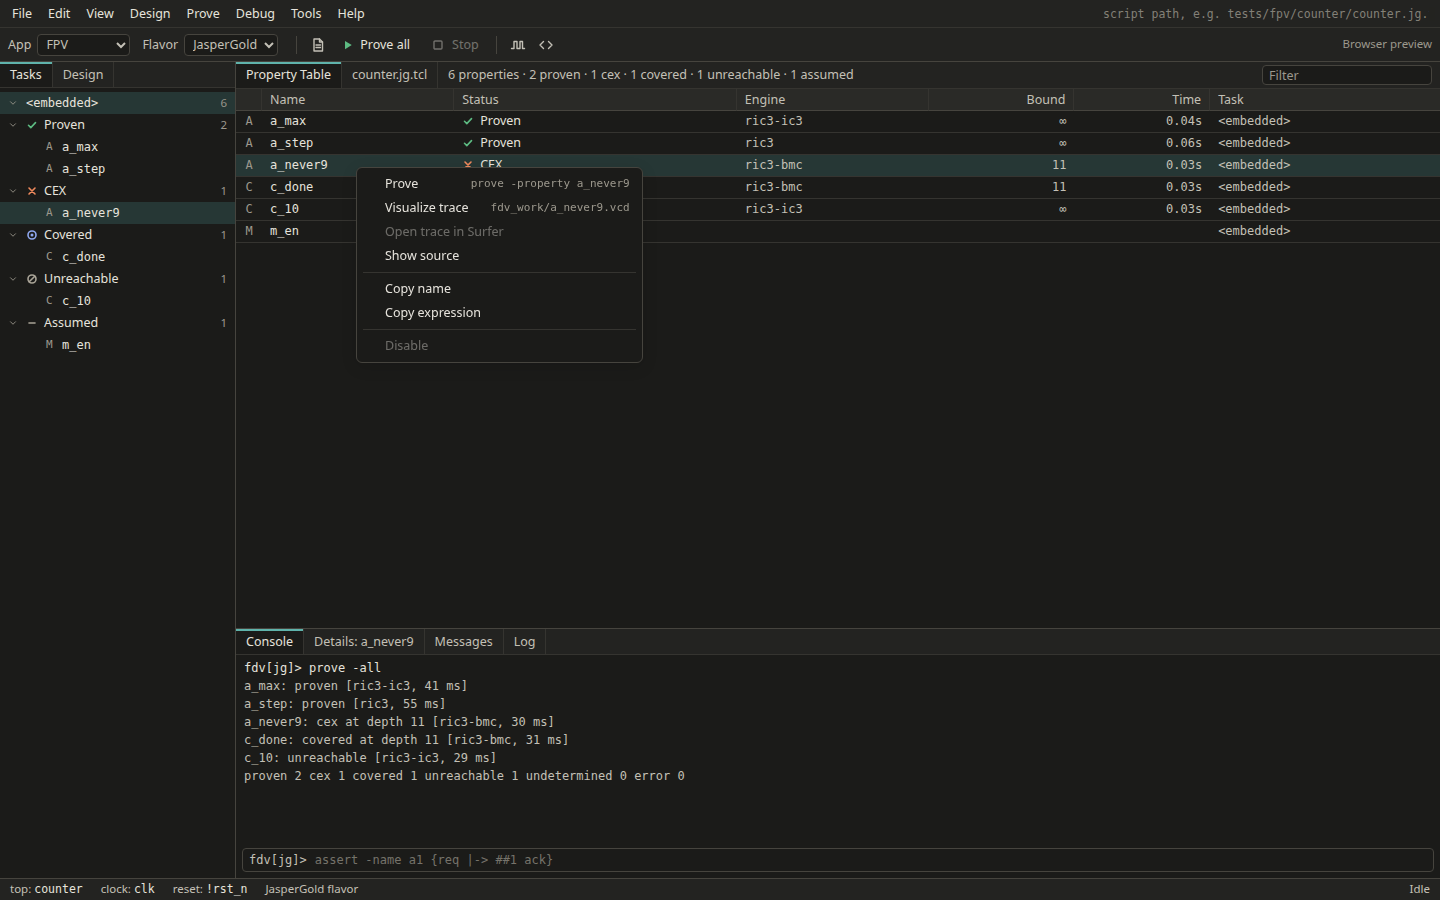 File Edit View Design Prove Debug Tools Help script path, e.g. tests/fpv/counter/counter.jg.
App FPV Flavor JasperGold Prove all Stop Browser preview
Tasks Design Property Table counter.jg.tcl 6 properties · 2 proven · 1 cex · 1 covered · 1 unreachable · 1 assumed Filter
<embedded> 6
Proven 2
A a_max
A a_step
CEX 1
A a_never9
Covered 1
C c_done
Unreachable 1
C c_10
Assumed 1
M m_en
Name Status Engine Bound Time Task
A a_max Proven ric3-ic3 ∞ 0.04s <embedded>
A a_step Proven ric3 ∞ 0.06s <embedded>
A a_never9 CEX ric3-bmc 11 0.03s <embedded>
C c_done ric3-bmc 11 0.03s <embedded>
C c_10 ric3-ic3 ∞ 0.03s <embedded>
M m_en <embedded>
Prove prove -property a_never9
Visualize trace fdv_work/a_never9.vcd
Open trace in Surfer
Show source
Copy name
Copy expression
Disable
Console Details: a_never9 Messages Log
fdv[jg]> prove -all
a_max: proven [ric3-ic3, 41 ms]
a_step: proven [ric3, 55 ms]
a_never9: cex at depth 11 [ric3-bmc, 30 ms]
c_done: covered at depth 11 [ric3-bmc, 31 ms]
c_10: unreachable [ric3-ic3, 29 ms]
proven 2 cex 1 covered 1 unreachable 1 undetermined 0 error 0
fdv[jg]> assert -name a1 {req |-> ##1 ack}
top: counter clock: clk reset: !rst_n JasperGold flavor Idle